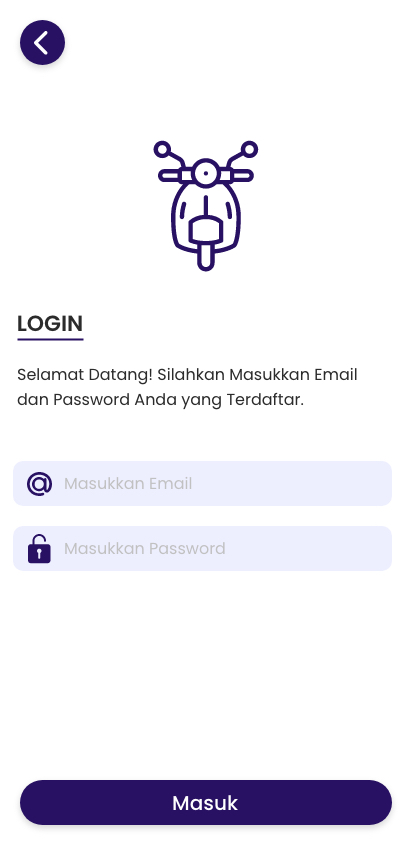 LOGIN
Selamat Datang! Silahkan Masukkan Email
dan Password Anda yang Terdaftar.
Masukkan Email
Masukkan Password
Masuk